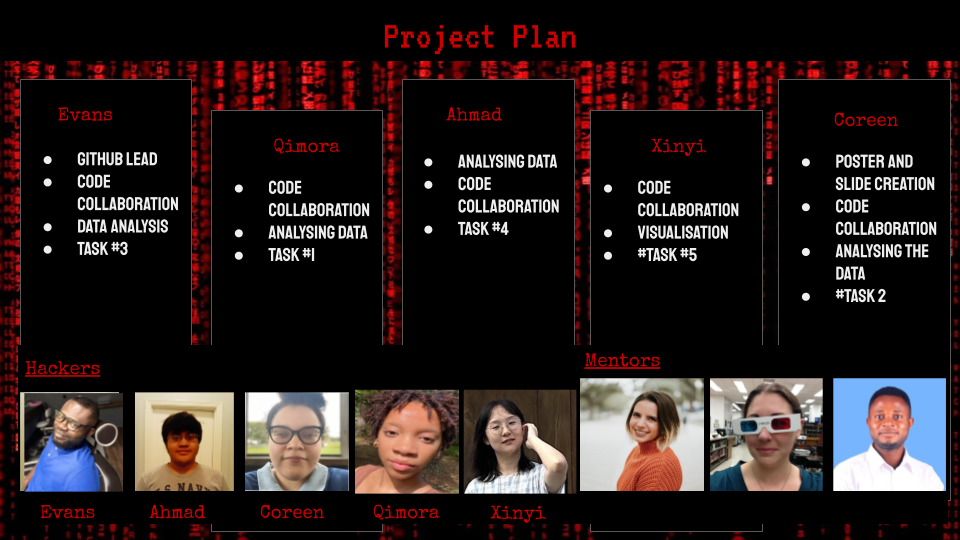 Project Plan
Evans
● GITHUB LEAD
● CODE
COLLABORATION
● DATA ANALYSIS
● TASK #3
Qimora
● CODE
COLLABORATION
● ANALYSING DATA
● TASK #1
Ahmad
● ANALYSING DATA
● CODE
COLLABORATION
● TASK #4
Xinyi
● CODE
COLLABORATION
● VISUALISATION
● #TASK #5
Coreen
● POSTER AND
SLIDE CREATION
● CODE
COLLABORATION
● ANALYSING THE
DATA
● #TASK 2
Hackers
Mentors
U.S. NAVY
Evans
Ahmad
Coreen
Qimora
Xinyi